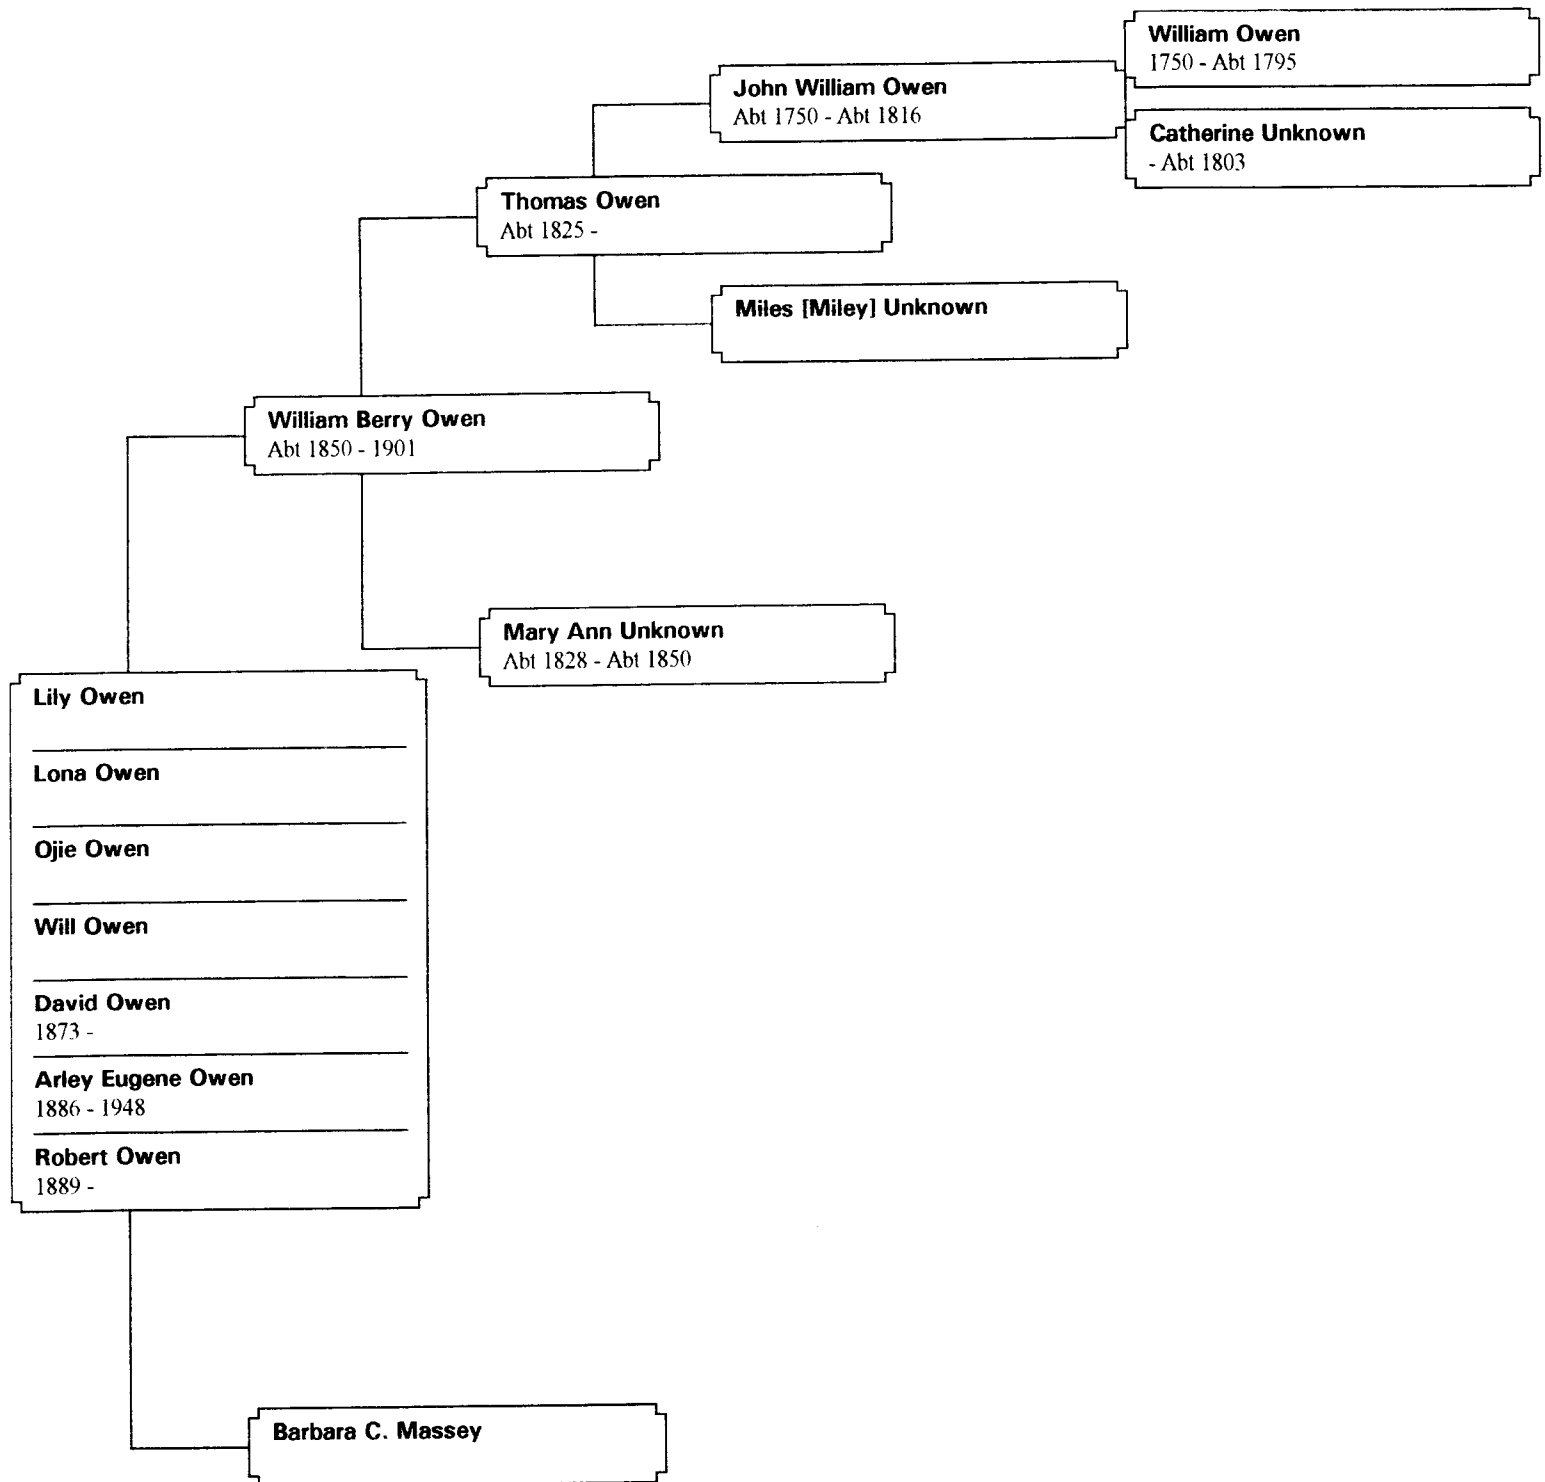 William Owen
1750 - Abt 1795
John William Owen
Abt 1750 - Abt 1816
Catherine Unknown
- Abt 1803
Thomas Owen
Abt 1825 -
Miles [Miley] Unknown
William Berry Owen
Abt 1850 - 1901
Mary Ann Unknown
Abt 1828 - Abt 1850
Lily Owen
Lona Owen
Ojie Owen
Will Owen
David Owen
1873 -
Arley Eugene Owen
1886 - 1948
Robert Owen
1889 -
Barbara C. Massey